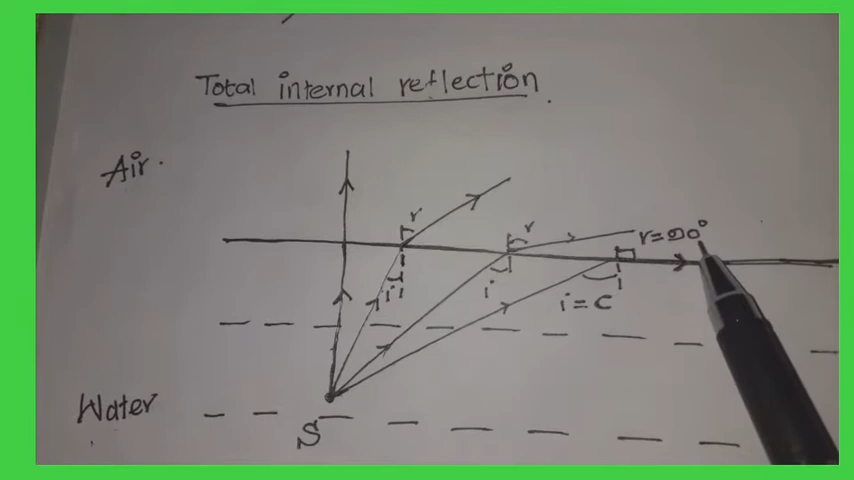 Total internal reflection.
Air.
r
r
r=90°
i
i
i = c
Water
S